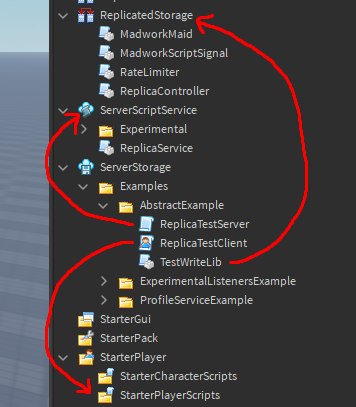 ReplicatedStorage
MadworkMaid
MadworkScriptSignal
RateLimiter
ReplicaController
ServerScriptService
Experimental
ReplicaService
ServerStorage
Examples
AbstractExample
ReplicaTestServer
ReplicaTestClient
TestWriteLib
ExperimentalListenersExample
ProfileServiceExample
StarterGui
StarterPack
StarterPlayer
StarterCharacterScripts
StarterPlayerScripts